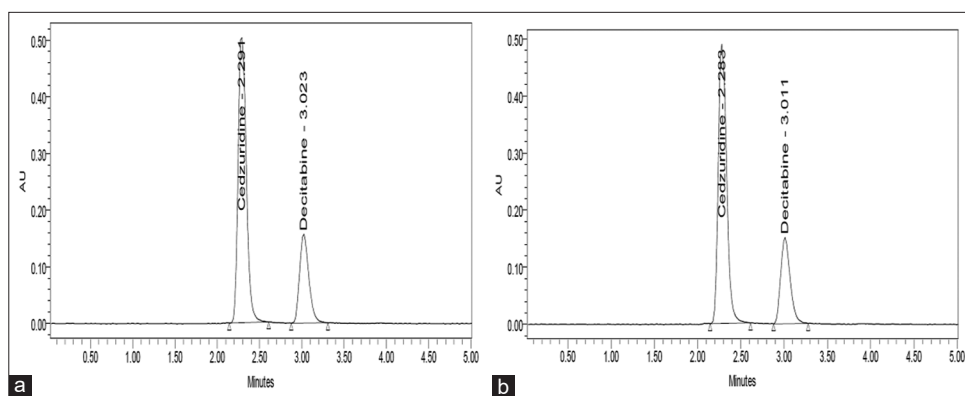 0.50
0.40
0.30
0.20
0.10
0.00
AU
Cedzuridine - 2.291
Decitabine - 3.023
0.50 1.00 1.50 2.00 2.50 3.00 3.50 4.00 4.50 5.00
Minutes
a
0.50
0.40
0.30
0.20
0.10
0.00
AU
Cedzuridine - 2.283
Decitabine - 3.011
0.50 1.00 1.50 2.00 2.50 3.00 3.50 4.00 4.50 5.00
Minutes
b